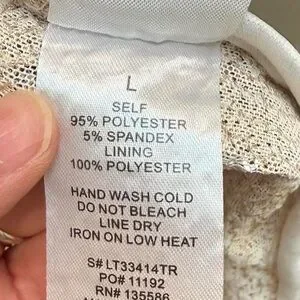 L
SELF
95% POLYESTER
5% SPANDEX
LINING
100% POLYESTER
HAND WASH COLD
DO NOT BLEACH
LINE DRY
IRON ON LOW HEAT
S# LT33414TR
PO# 11192
RN# 135586